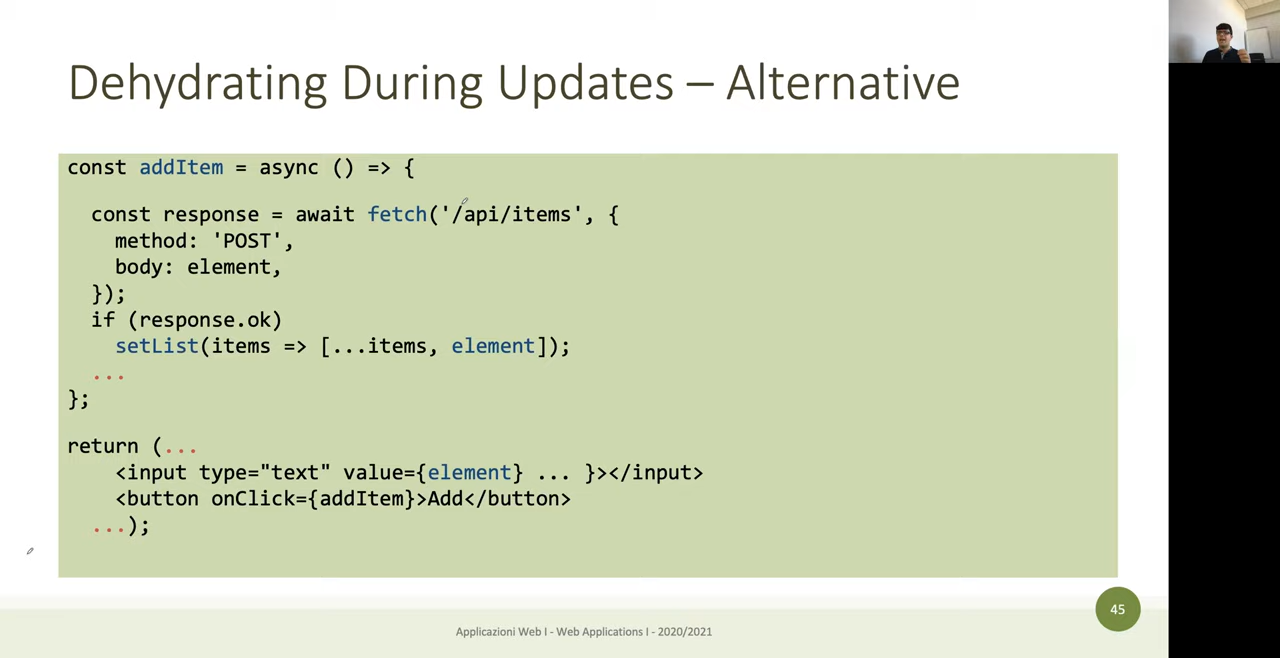 Dehydrating During Updates – Alternative
const addItem = async () => {
const response = await fetch('/api/items', {
method: 'POST',
body: element,
});
if (response.ok)
setList(items => [...items, element]);
...
};
return (...
<input type="text" value={element} ... }></input>
<button onClick={addItem}>Add</button>
...);
45
Applicazioni Web I - Web Applications I - 2020/2021